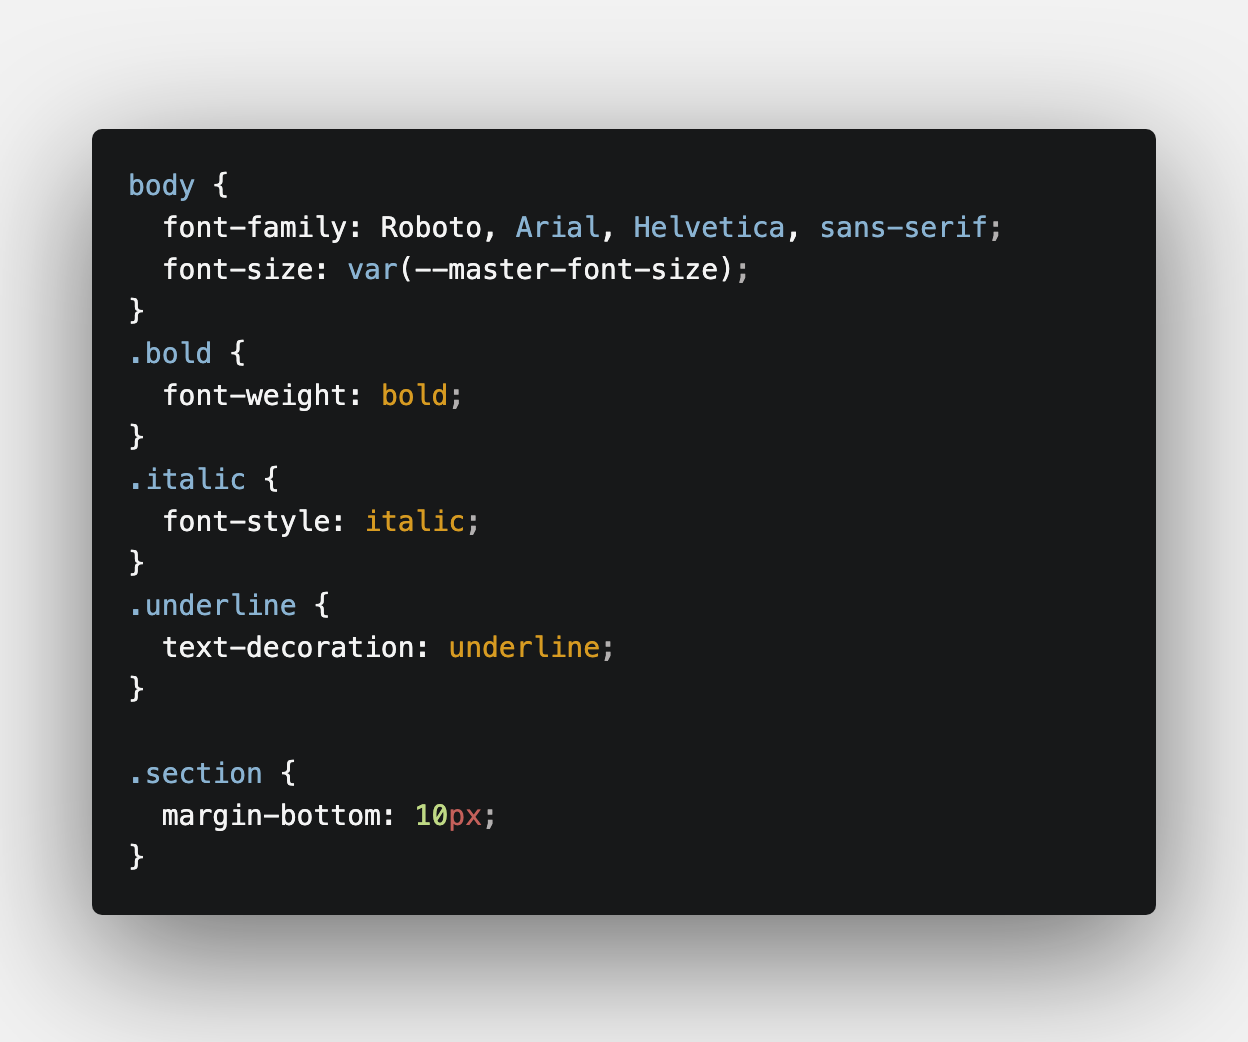 body {
  font-family: Roboto, Arial, Helvetica, sans-serif;
  font-size: var(--master-font-size);
}
.bold {
  font-weight: bold;
}
.italic {
  font-style: italic;
}
.underline {
  text-decoration: underline;
}

.section {
  margin-bottom: 10px;
}